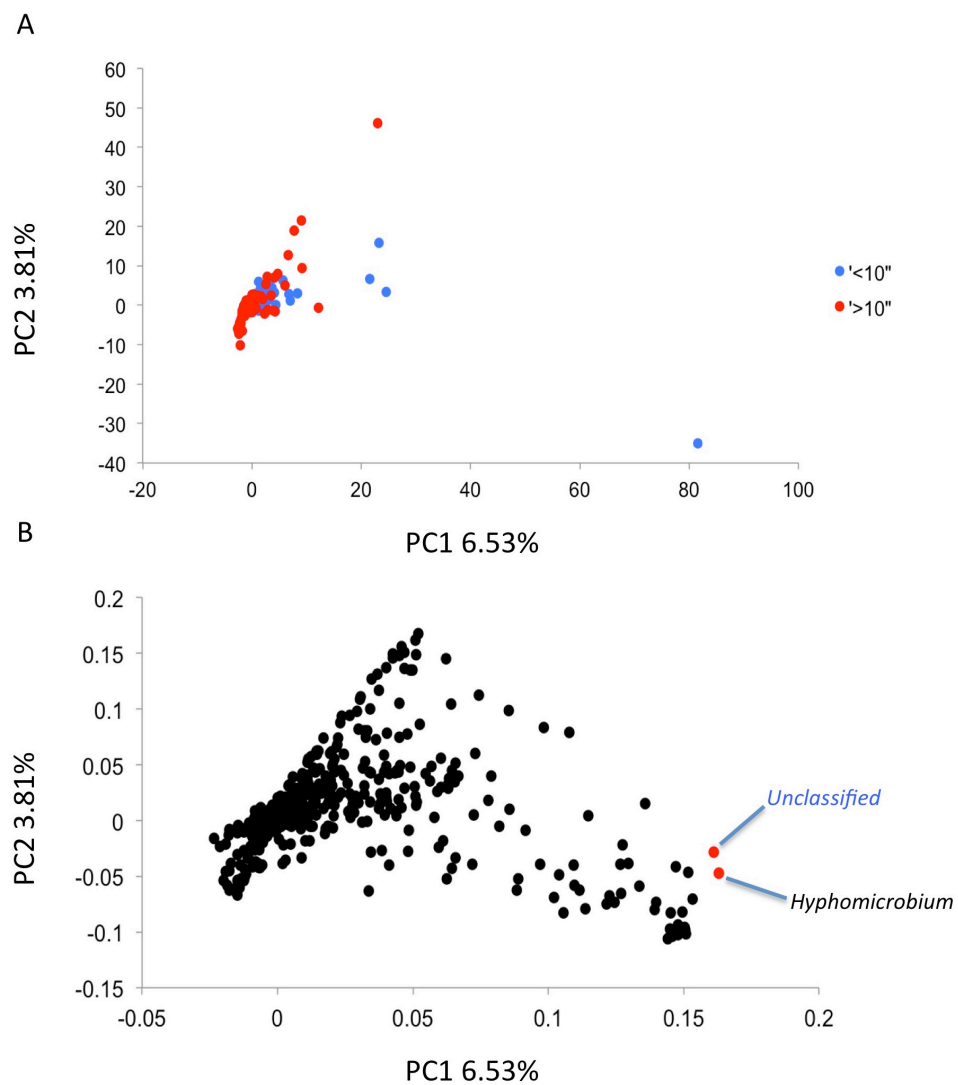 A
60
50
40
30
20
10
0
-10
-20
-30
-40
PC2 3.81%
-20 0 20 40 60 80 100
PC1 6.53%
'<10"
'>10"
B
0.2
0.15
0.1
0.05
0
-0.05
-0.1
-0.15
PC2 3.81%
Unclassified
Hyphomicrobium
-0.05 0 0.05 0.1 0.15 0.2
PC1 6.53%